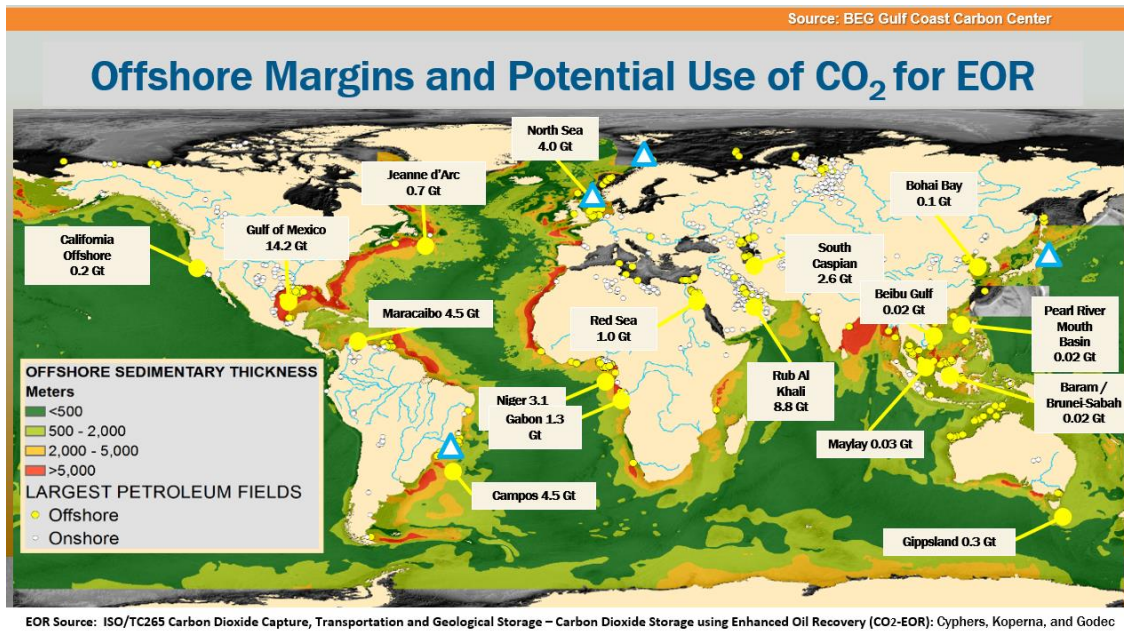 Source: BEG Gulf Coast Carbon Center
Offshore Margins and Potential Use of CO2 for EOR
North Sea
4.0 Gt
Jeanne d'Arc
0.7 Gt
Bohai Bay
0.1 Gt
California
Offshore
0.2 Gt
Gulf of Mexico
14.2 Gt
South
Caspian
2.6 Gt
Beibu Gulf
0.02 Gt
Maracaibo 4.5 Gt
Red Sea
1.0 Gt
Pearl River
Mouth
Basin
0.02 Gt
Rub Al
Khali
8.8 Gt
Baram /
Brunei-Sabah
0.02 Gt
Niger 3.1
Gabon 1.3
Gt
Maylay 0.03 Gt
Campos 4.5 Gt
Gippsland 0.3 Gt
OFFSHORE SEDIMENTARY THICKNESS
Meters
<500
500 - 2,000
2,000 - 5,000
>5,000
LARGEST PETROLEUM FIELDS
Offshore
Onshore
EOR Source: ISO/TC265 Carbon Dioxide Capture, Transportation and Geological Storage – Carbon Dioxide Storage using Enhanced Oil Recovery (CO2-EOR): Cyphers, Koperna, and Godec